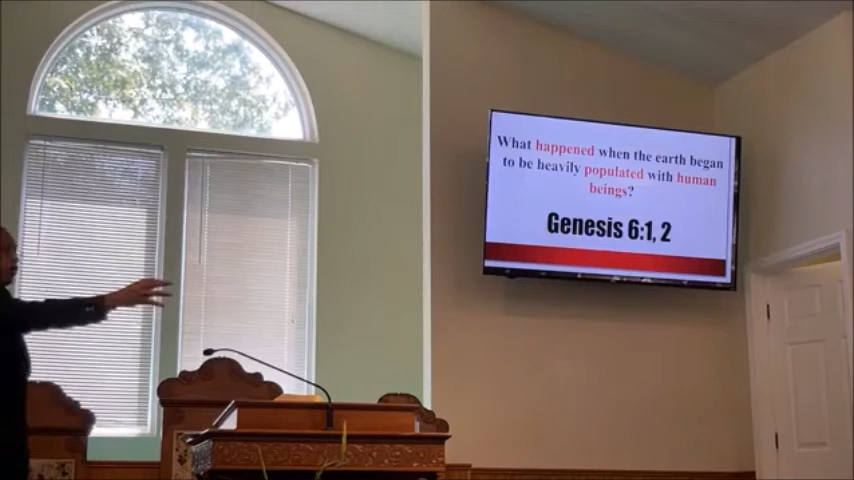 What happened when the earth began
to be heavily populated with human
beings?
Genesis 6:1, 2